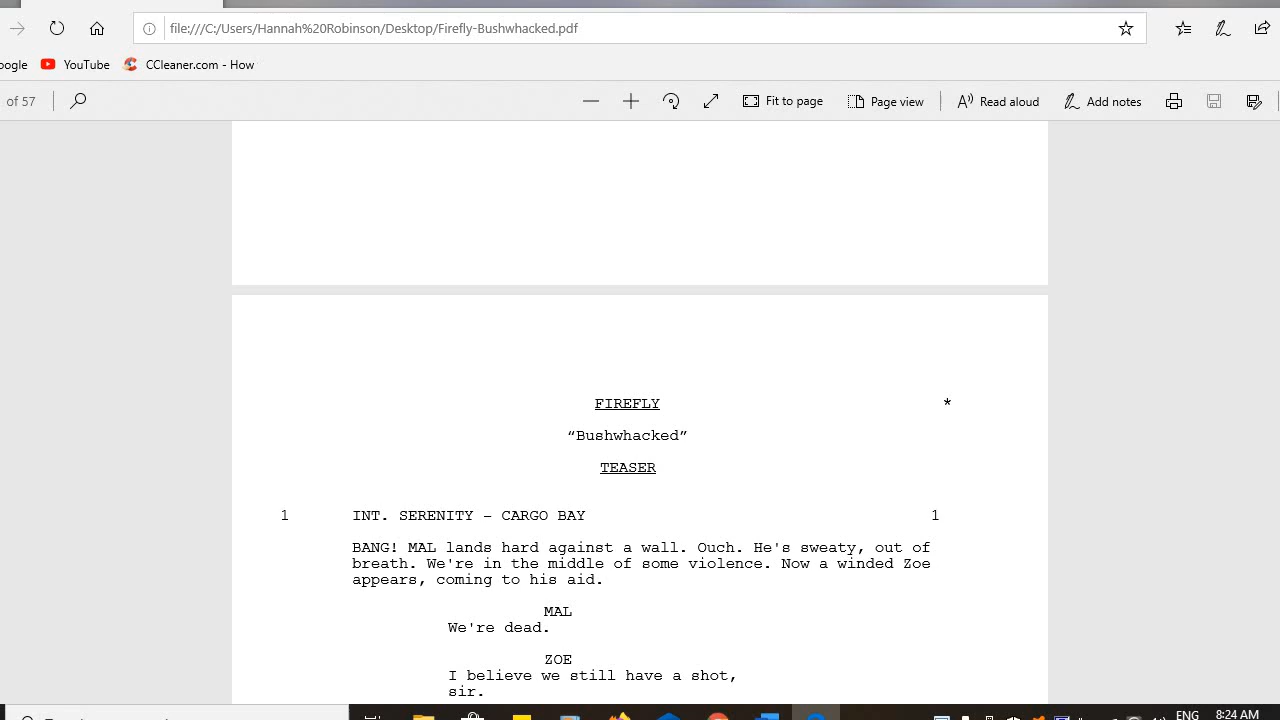 file:///C:/Users/Hannah%20Robinson/Desktop/Firefly-Bushwhacked.pdf
oogle YouTube CCleaner.com - How
of 57 Fit to page Page view Read aloud Add notes
FIREFLY *
“Bushwhacked”
TEASER
1 INT. SERENITY – CARGO BAY 1
BANG! MAL lands hard against a wall. Ouch. He's sweaty, out of
breath. We're in the middle of some violence. Now a winded Zoe
appears, coming to his aid.
MAL
We're dead.
ZOE
I believe we still have a shot,
sir.
ENG 8:24 AM